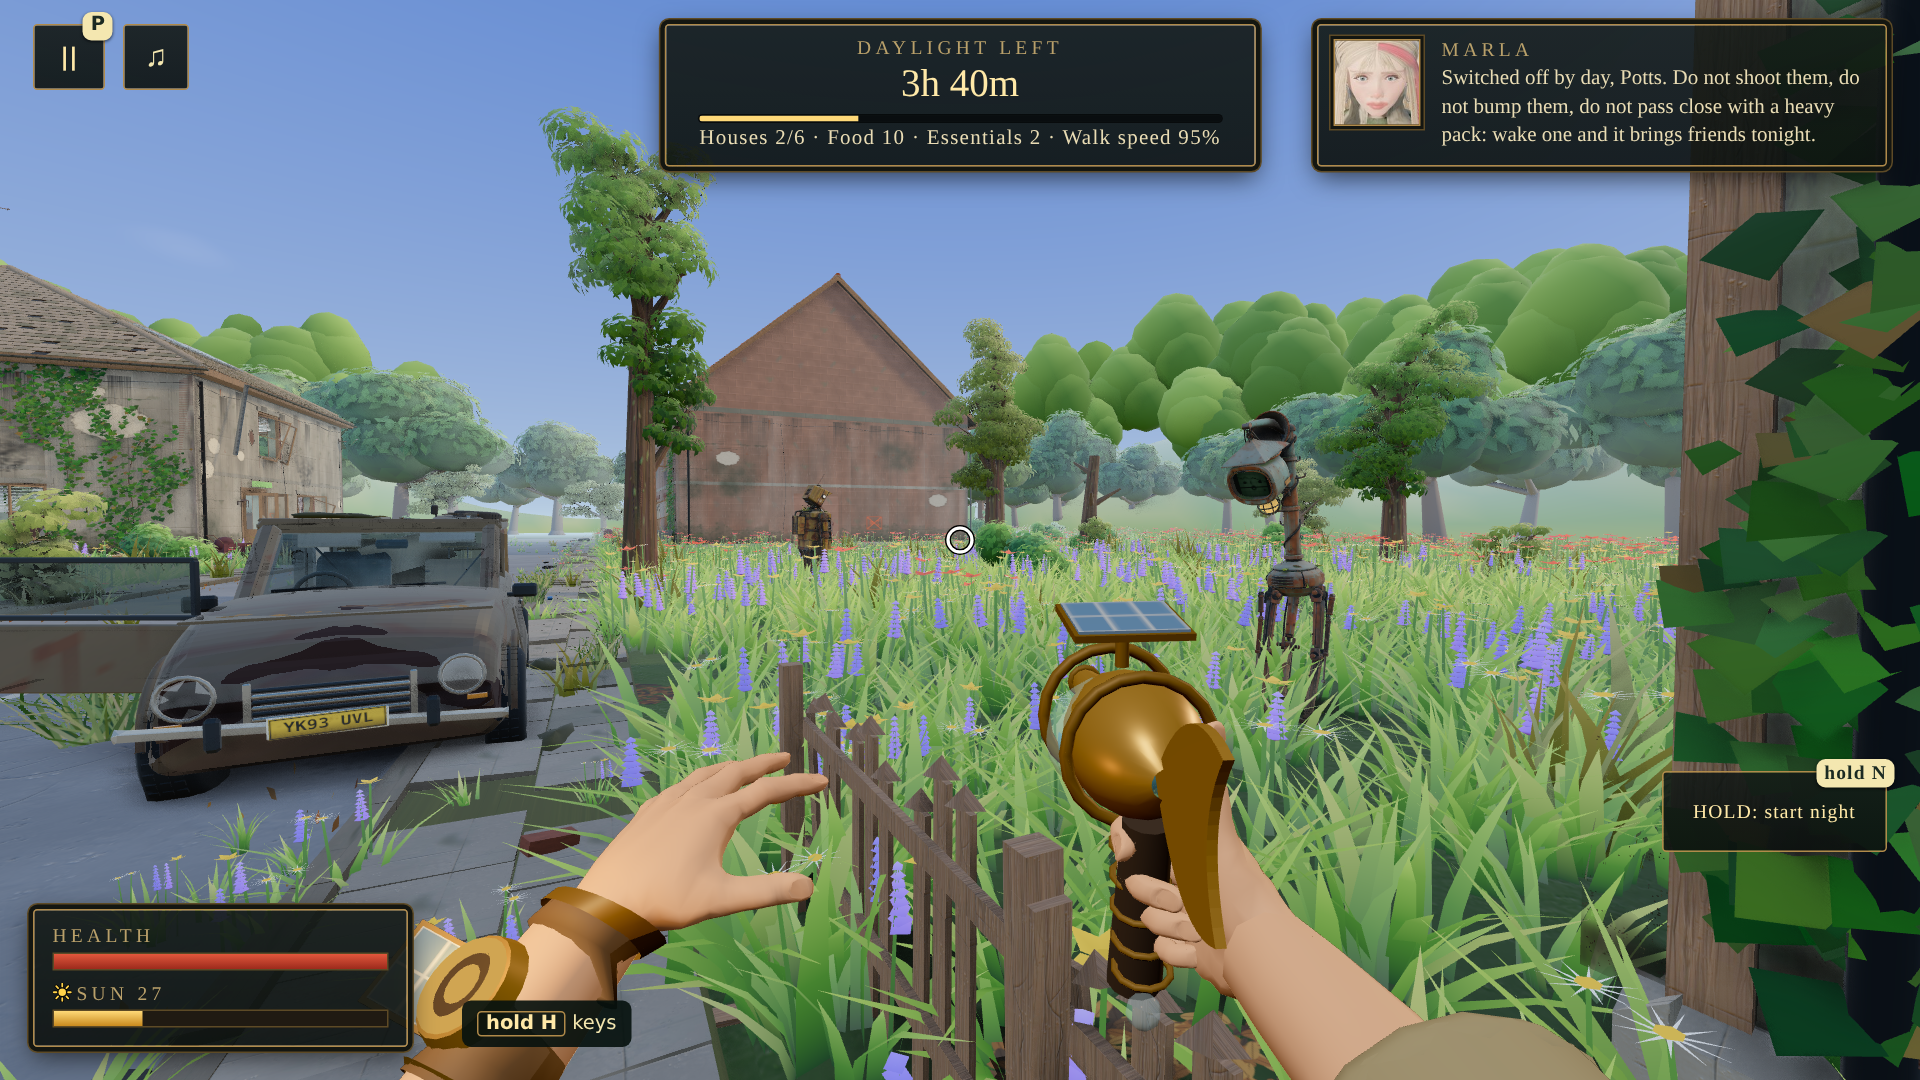 P
DAYLIGHT LEFT
3h 40m
Houses 2/6 · Food 10 · Essentials 2 · Walk speed 95%
MARLA
Switched off by day, Potts. Do not shoot them, do
not bump them, do not pass close with a heavy
pack: wake one and it brings friends tonight.
YK93 UVL
hold N
HOLD: start night
HEALTH
SUN 27
hold H keys